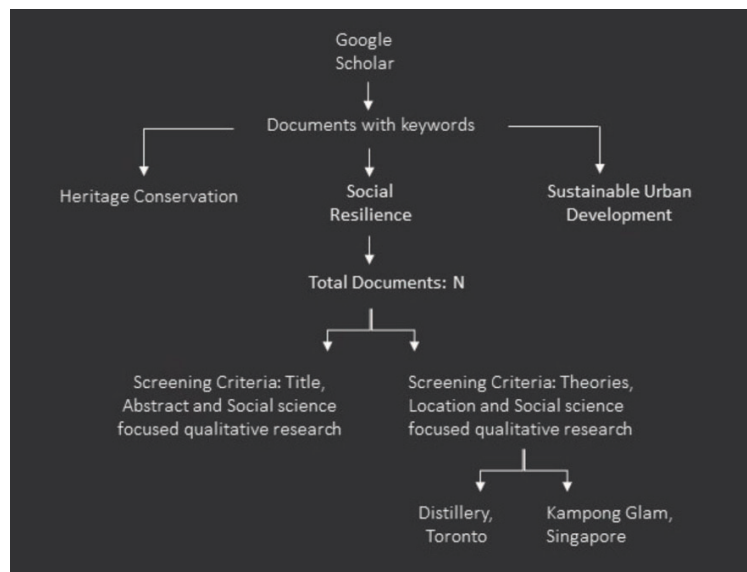 Google
Scholar
Documents with keywords
Heritage Conservation
Social
Resilience
Sustainable Urban
Development
Total Documents: N
Screening Criteria: Title,
Abstract and Social science
focused qualitative research
Screening Criteria: Theories,
Location and Social science
focused qualitative research
Distillery,
Toronto
Kampong Glam,
Singapore